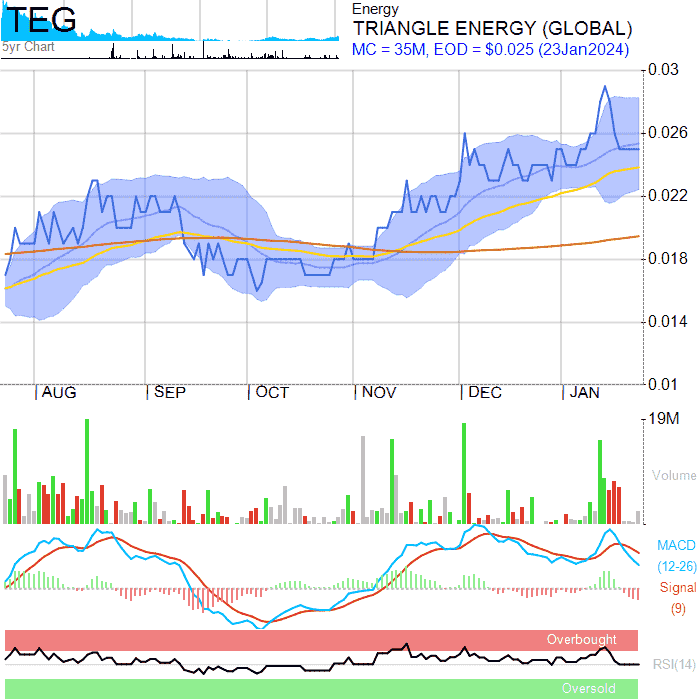 TEG
5yr Chart
Energy
TRIANGLE ENERGY (GLOBAL)
MC = 35M, EOD = $0.025 (23Jan2024)
0.03
0.026
0.022
0.018
0.014
0.01
AUG SEP OCT NOV DEC JAN
19M
Volume
MACD
(12-26)
Signal
(9)
Overbought
RSI(14)
Oversold